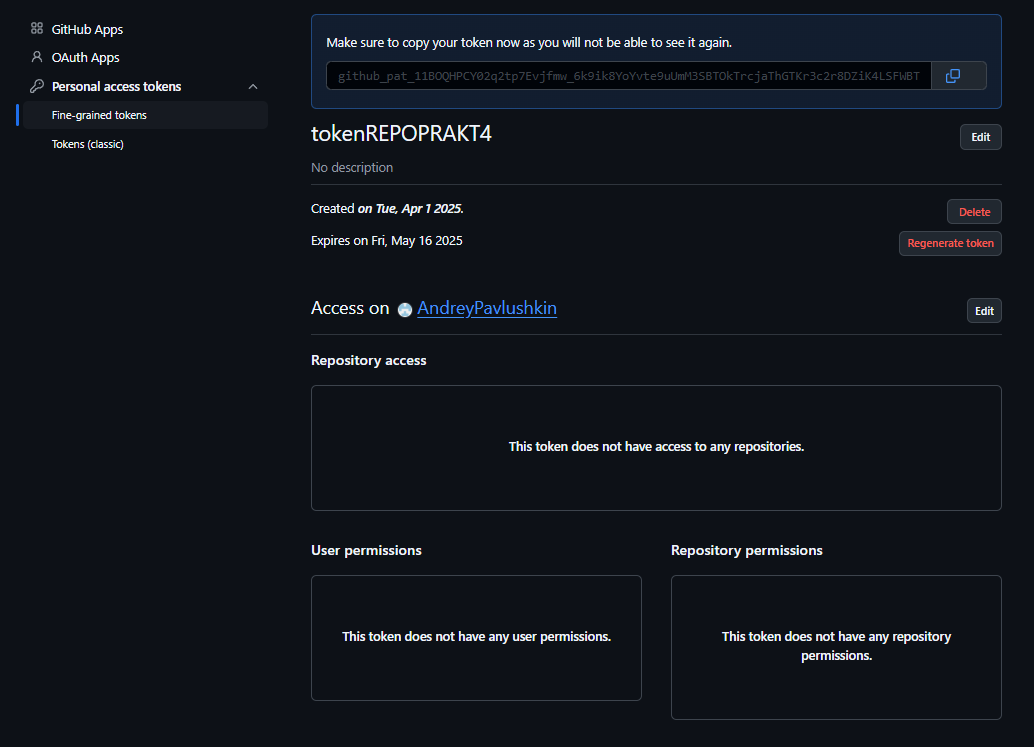 GitHub Apps
OAuth Apps
Personal access tokens
Fine-grained tokens
Tokens (classic)
Make sure to copy your token now as you will not be able to see it again.
tokenREPOPRAKT4
Edit
No description
Created on Tue, Apr 1 2025.
Delete
Expires on Fri, May 16 2025
Regenerate token
Access on AndreyPavlushkin
Edit
Repository access
This token does not have access to any repositories.
User permissions
Repository permissions
This token does not have any user permissions.
This token does not have any repository
permissions.